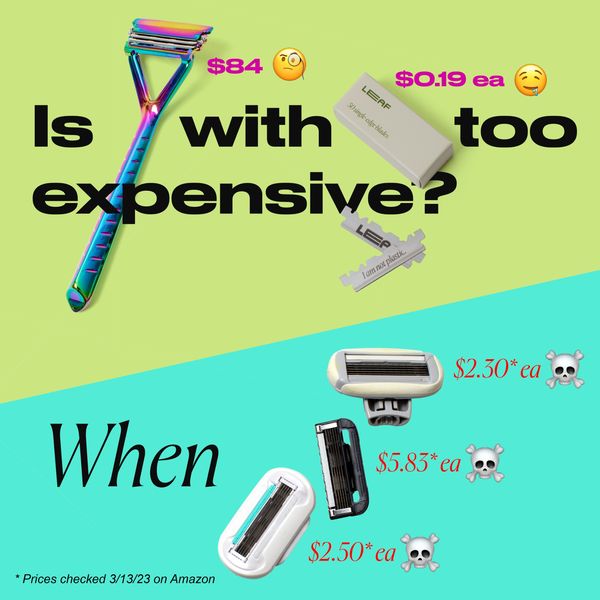 $84
$0.19 ea
LEAF
50 single-edge blades
Is with too
expensive?
LEAF
I am not plastic.
$2.30* ea
When
$5.83* ea
$2.50* ea
* Prices checked 3/13/23 on Amazon